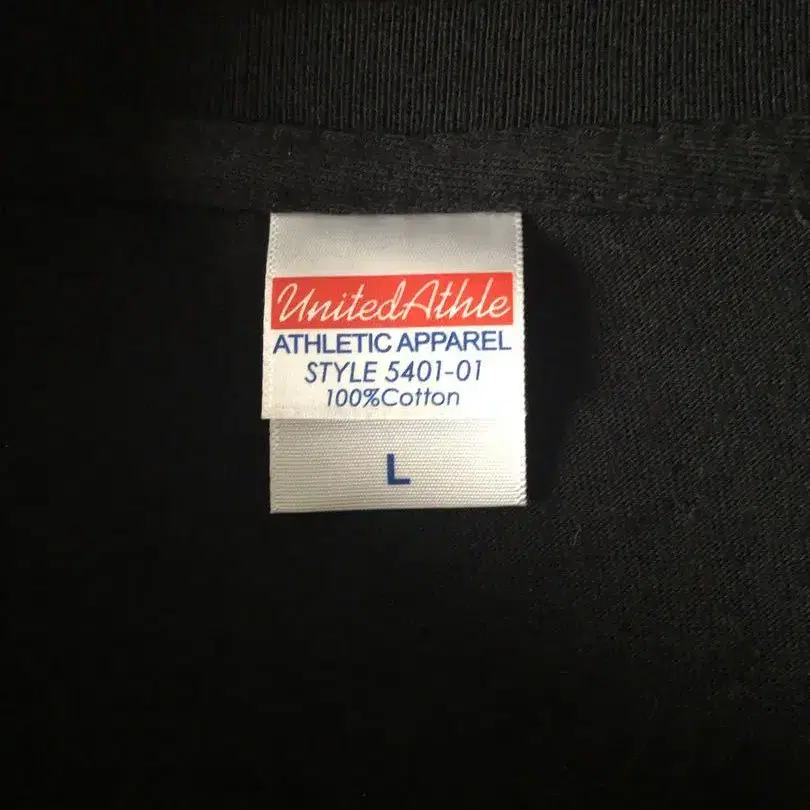 UnitedAthle
ATHLETIC APPAREL
STYLE 5401-01
100%Cotton
L